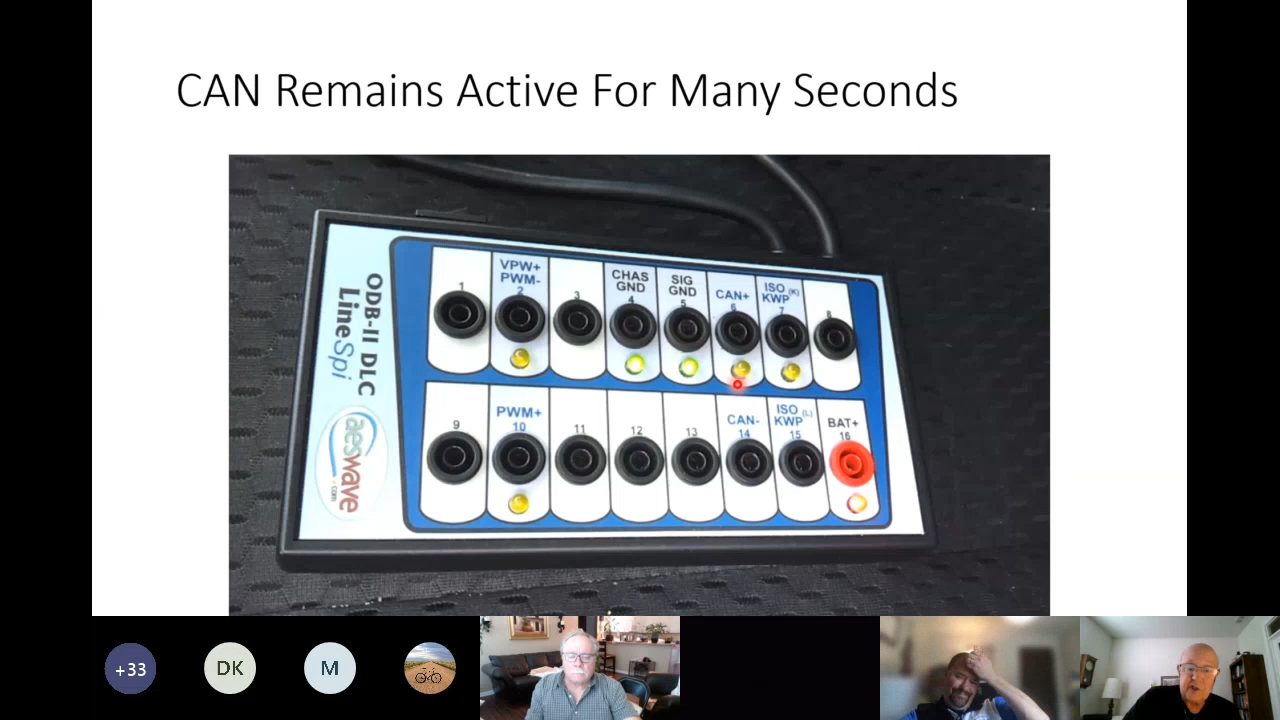 CAN Remains Active For Many Seconds
ODB-II DLC
LineSpi
aeswave
.com
1
VPW+
PWM-
2
3
CHAS
GND
4
SIG
GND
5
CAN+
6
ISO (K)
KWP
7
8
9
PWM+
10
11
12
13
CAN-
14
ISO (L)
KWP
15
BAT+
16
+33
DK
M